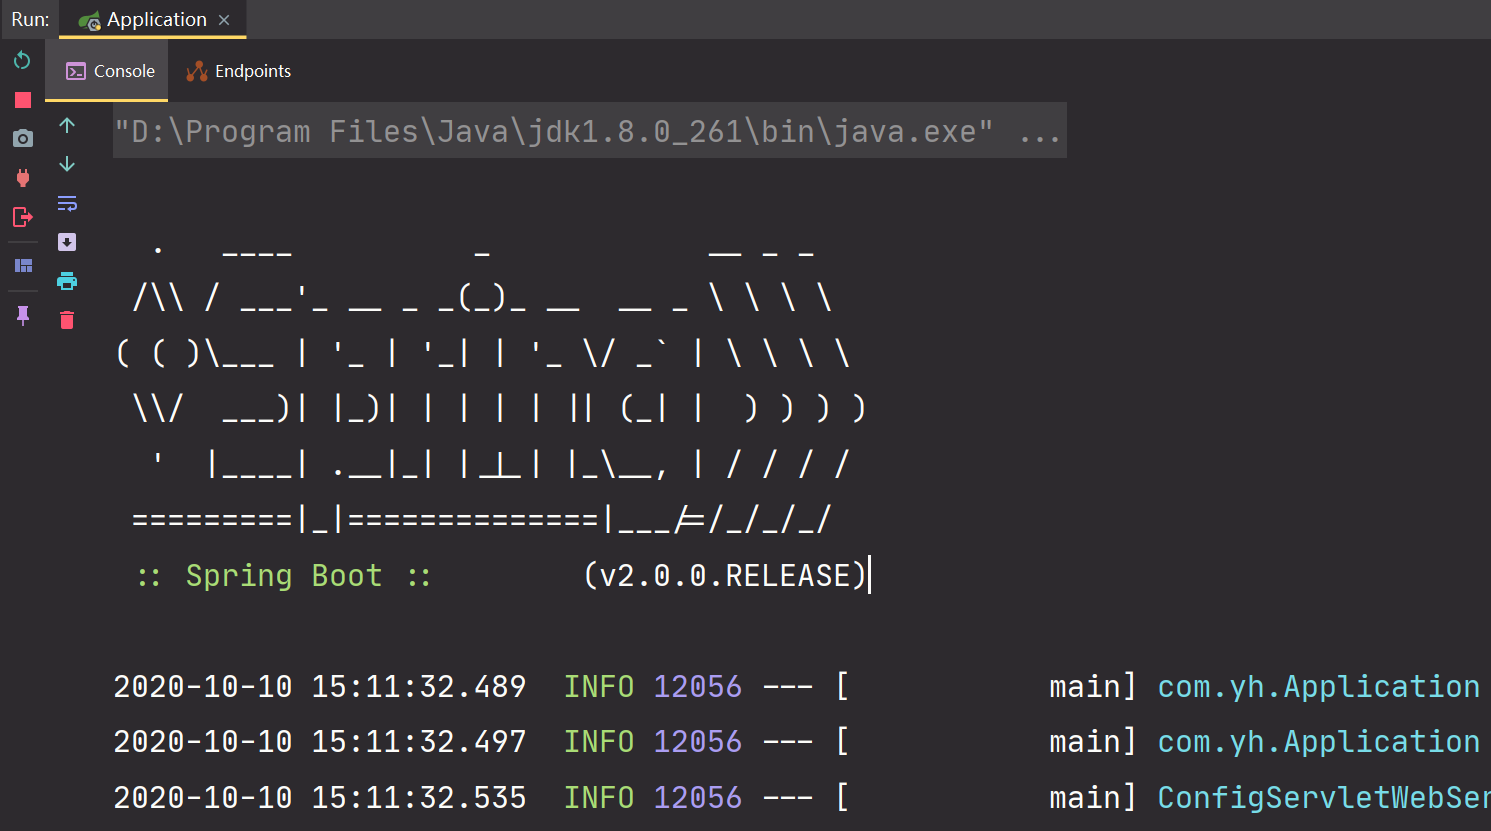 Run: Application ×
Console Endpoints
"D:\Program Files\Java\jdk1.8.0_261\bin\java.exe" ...
  .   ____          _            __ _ _
 /\\ / ___'_ __ _ _(_)_ __  __ _ \ \ \ \
( ( )\___ | '_ | '_| | '_ \/ _` | \ \ \ \
 \\/  ___)| |_)| | | | | || (_| |  ) ) ) )
  '  |____| .__|_| |_|_| |_\__, | / / / /
 =========|_|==============|___/=/_/_/_/
 :: Spring Boot ::        (v2.0.0.RELEASE)
2020-10-10 15:11:32.489  INFO 12056 --- [           main] com.yh.Application
2020-10-10 15:11:32.497  INFO 12056 --- [           main] com.yh.Application
2020-10-10 15:11:32.535  INFO 12056 --- [           main] ConfigServletWebSer